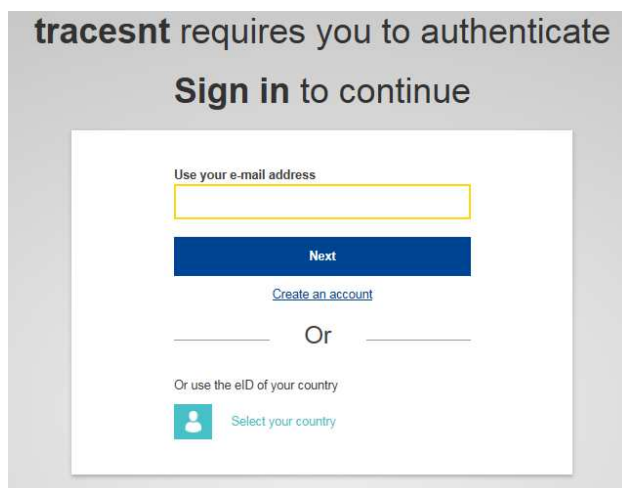 tracesnt requires you to authenticate
Sign in to continue
Use your e-mail address
Next
Create an account
Or
Or use the eID of your country
Select your country